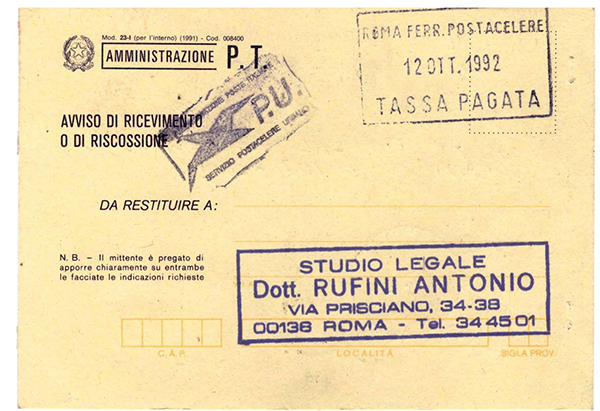 Mod. 23-I (per l'interno) (1991) - Cod. 008400
AMMINISTRAZIONE P.T.
ROMA FERR. POSTACELERE
12 OTT. 1992
TASSA PAGATA
AVVISO DI RICEVIMENTO
O DI RISCOSSIONE
P.U.
SERVIZIO POSTACELERE URBANO
DA RESTITUIRE A:
N.B. – Il mittente è pregato di
apporre chiaramente su entrambe
le facciate le indicazioni richieste
STUDIO LEGALE
Dott. RUFINI ANTONIO
VIA PRISCIANO, 34-38
00136 ROMA - Tel. 344501
C.A.P. LOCALITÀ SIGLA PROV.